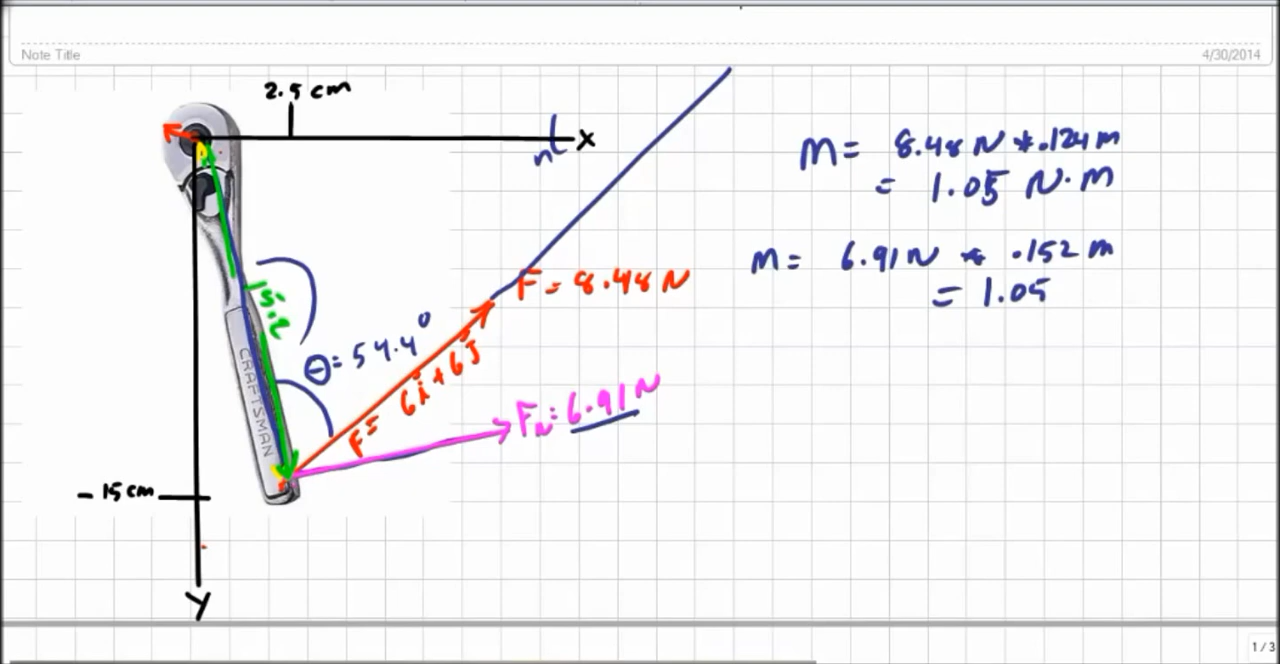 Note Title
4/30/2014
2.5 cm
x
M = 8.48 N * .124 m
= 1.05 N·m
M = 6.91 N * .152 m
= 1.05
F = 8.48 N
15.2
θ = 54.4°
F = 6i + 6j
CRAFTSMAN
Fn = 6.91 N
- 15 cm
y
1 / 3